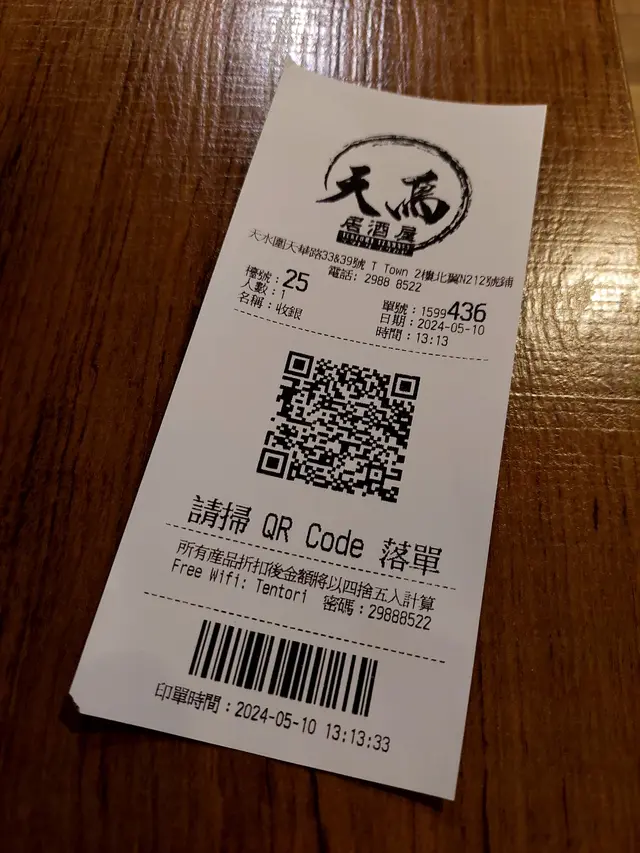 天鳥
居酒屋
天水圍天華路33&39號 T Town 2樓北翼N212號鋪
電話: 2988 8522
檯號：25
人數：1
名稱：收銀
單號：1599436
日期：2024-05-10
時間：13:13
請掃 QR Code 落單
所有產品折扣後金額將以四捨五入計算
Free Wifi: Tentori 密碼：29888522
印單時間：2024-05-10 13:13:33